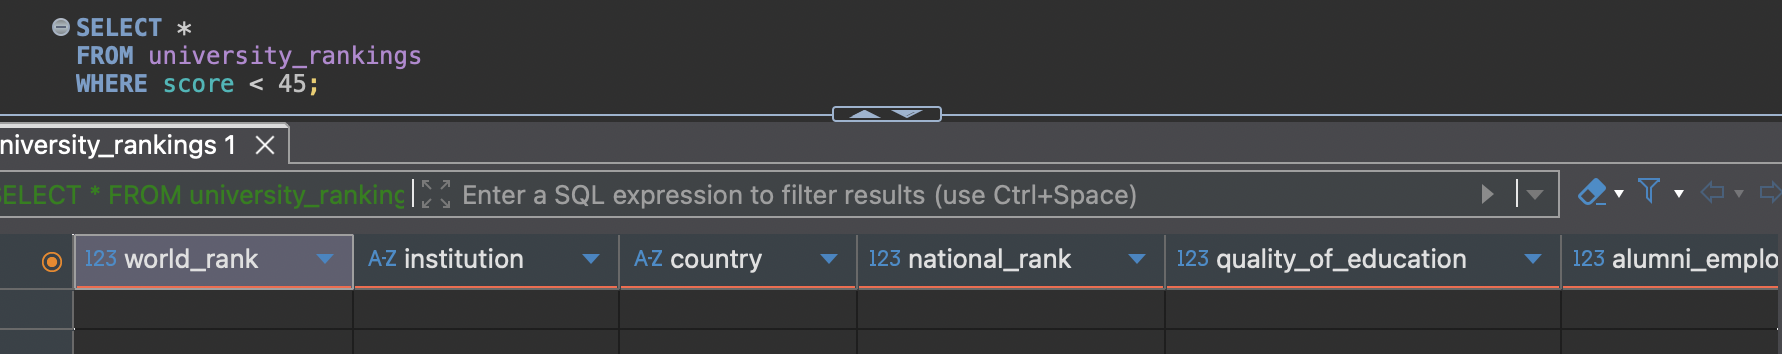 SELECT *
FROM university_rankings
WHERE score < 45;
niversity_rankings 1
SELECT * FROM university_ranking Enter a SQL expression to filter results (use Ctrl+Space)
123 world_rank A-Z institution A-Z country 123 national_rank 123 quality_of_education 123 alumni_emplo